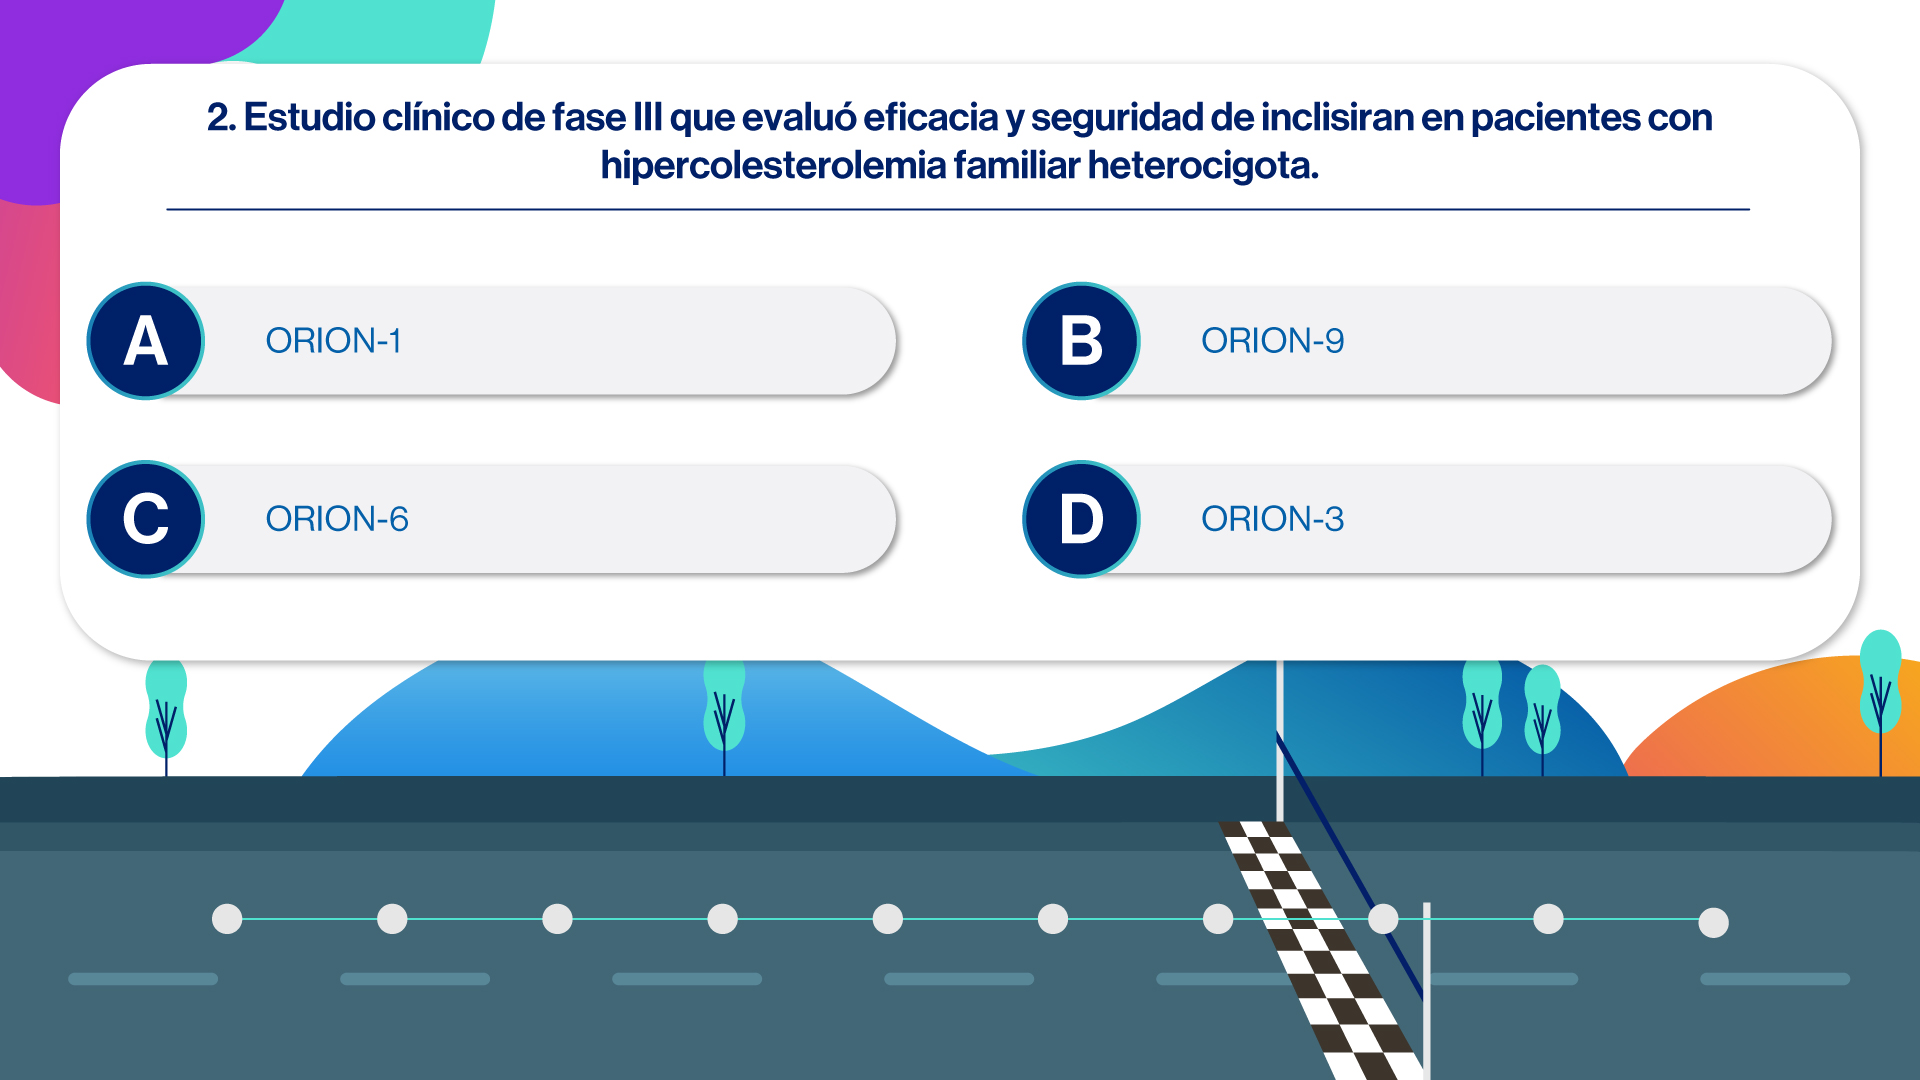 2. Estudio clínico de fase III que evaluó eficacia y seguridad de inclisiran en pacientes con
hipercolesterolemia familiar heterocigota.
A ORION-1
B ORION-9
C ORION-6
D ORION-3